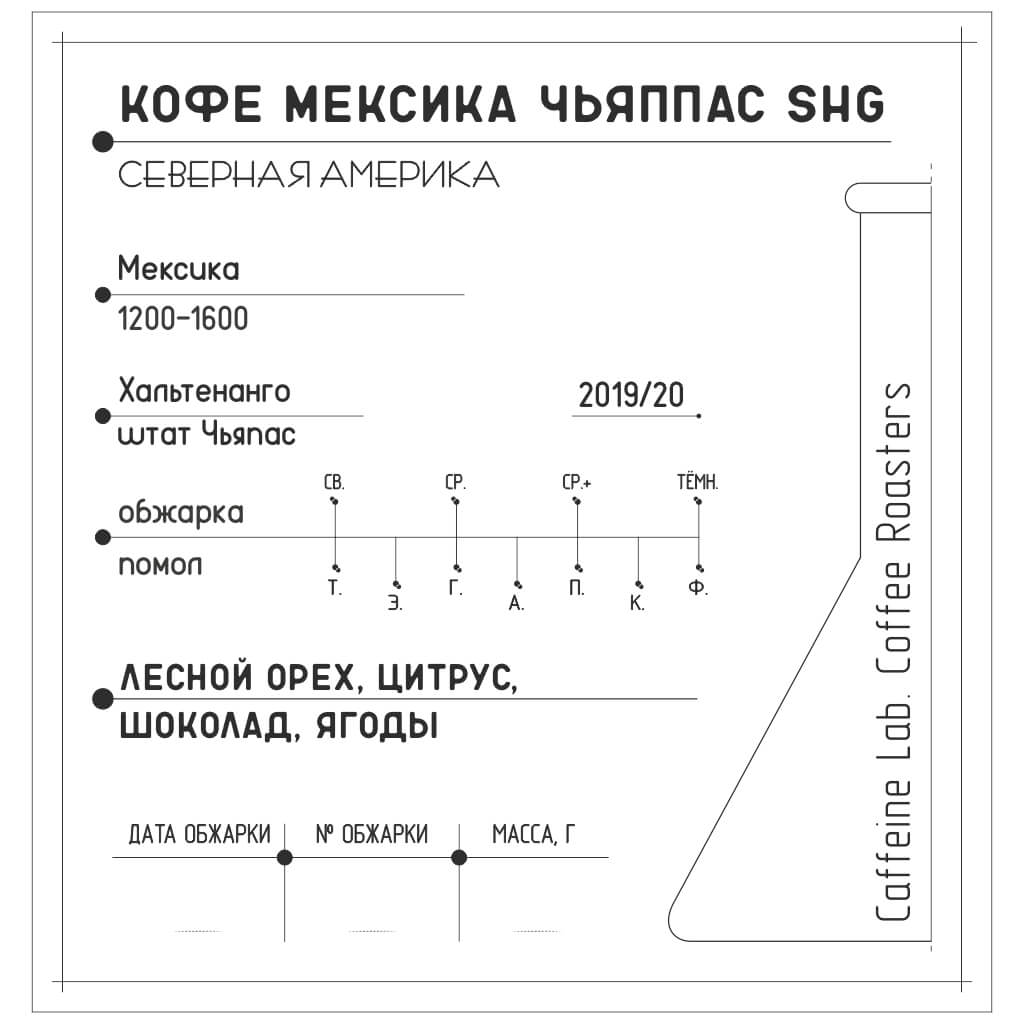 КОФЕ МЕКСИКА ЧЬЯППАС SHG
СЕВЕРНАЯ АМЕРИКА
Мексика
1200-1600
Хальтенанго
2019/20
штат Чьяпас
СВ. СР. СР.+ ТЁМН.
обжарка
помол
Т. Э. Г. А. П. К. Ф.
ЛЕСНОЙ ОРЕХ, ЦИТРУС,
ШОКОЛАД, ЯГОДЫ
ДАТА ОБЖАРКИ № ОБЖАРКИ МАССА, Г
Caffeine Lab. Coffee Roasters